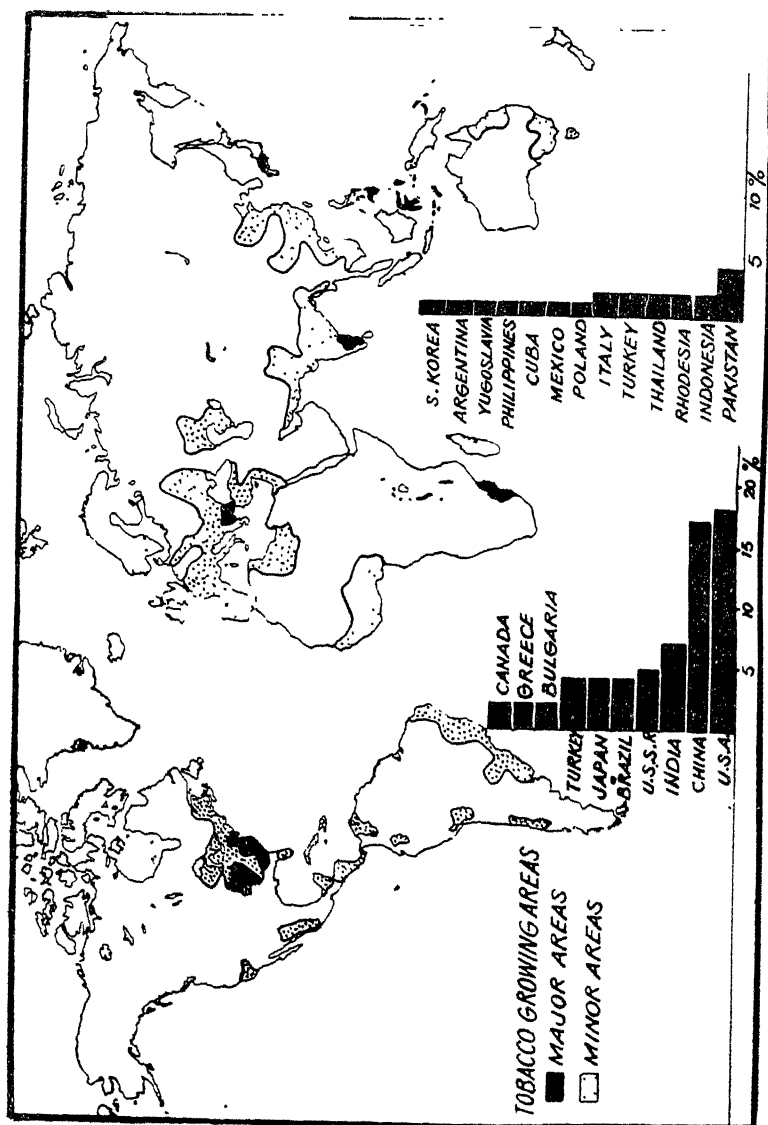 TOBACCO GROWING AREAS
MAJOR AREAS
MINOR AREAS
CANADA
GREECE
BULGARIA
TURKEY
JAPAN
BRAZIL
U.S.S.R
INDIA
CHINA
U.S.A.
5 10 15 20%
S. KOREA
ARGENTINA
YUGOSLAVIA
PHILIPPINES
CUBA
MEXICO
POLAND
ITALY
TURKEY
THAILAND
RHODESIA
INDONESIA
PAKISTAN
5 10%